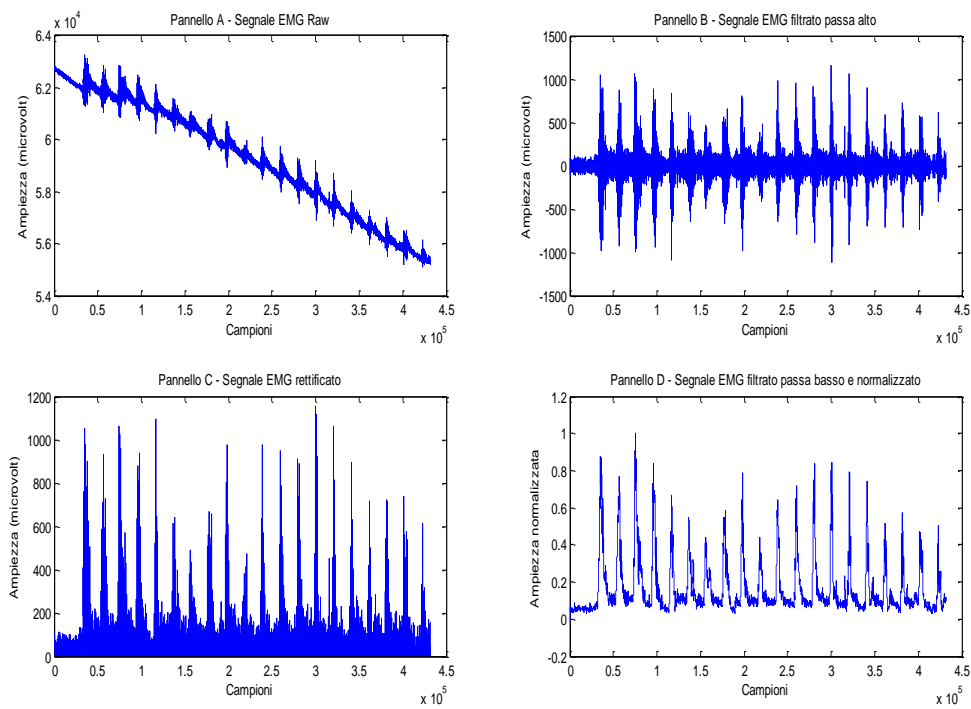 Pannello A - Segnale EMG Raw
x 10^4
6.4
6.2
6
5.8
5.6
5.4
Ampiezza (microvolt)
0 0.5 1 1.5 2 2.5 3 3.5 4 4.5
Campioni
x 10^5
Pannello B - Segnale EMG filtrato passa alto
1500
1000
500
0
-500
-1000
-1500
Ampiezza (microvolt)
0 0.5 1 1.5 2 2.5 3 3.5 4 4.5
Campioni
x 10^5
Pannello C - Segnale EMG rettificato
1200
1000
800
600
400
200
0
Ampiezza (microvolt)
0 0.5 1 1.5 2 2.5 3 3.5 4 4.5
Campioni
x 10^5
Pannello D - Segnale EMG filtrato passa basso e normalizzato
1.2
1
0.8
0.6
0.4
0.2
0
-0.2
Ampiezza normalizzata
0 0.5 1 1.5 2 2.5 3 3.5 4 4.5
Campioni
x 10^5